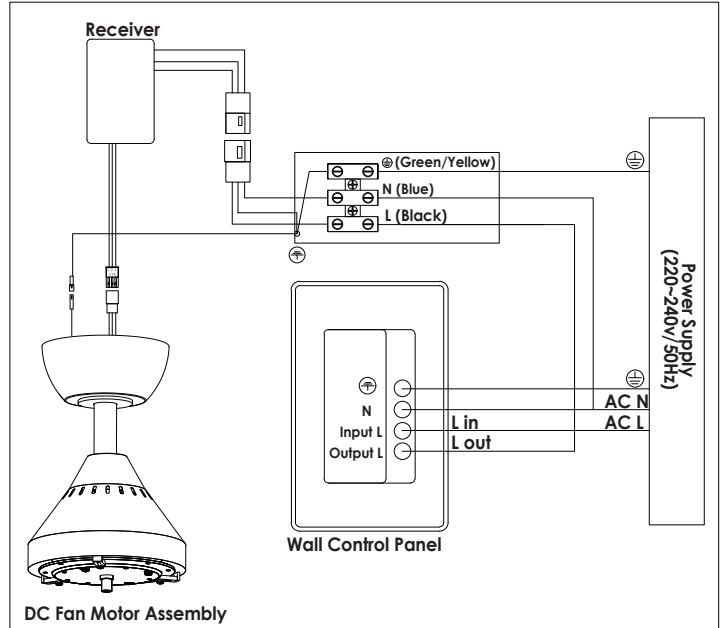 Receiver
⏚ (Green/Yellow)
N (Blue)
L (Black)
Power Supply
(220~240v/50Hz)
N
Input L
Output L
L in
L out
AC N
AC L
Wall Control Panel
DC Fan Motor Assembly